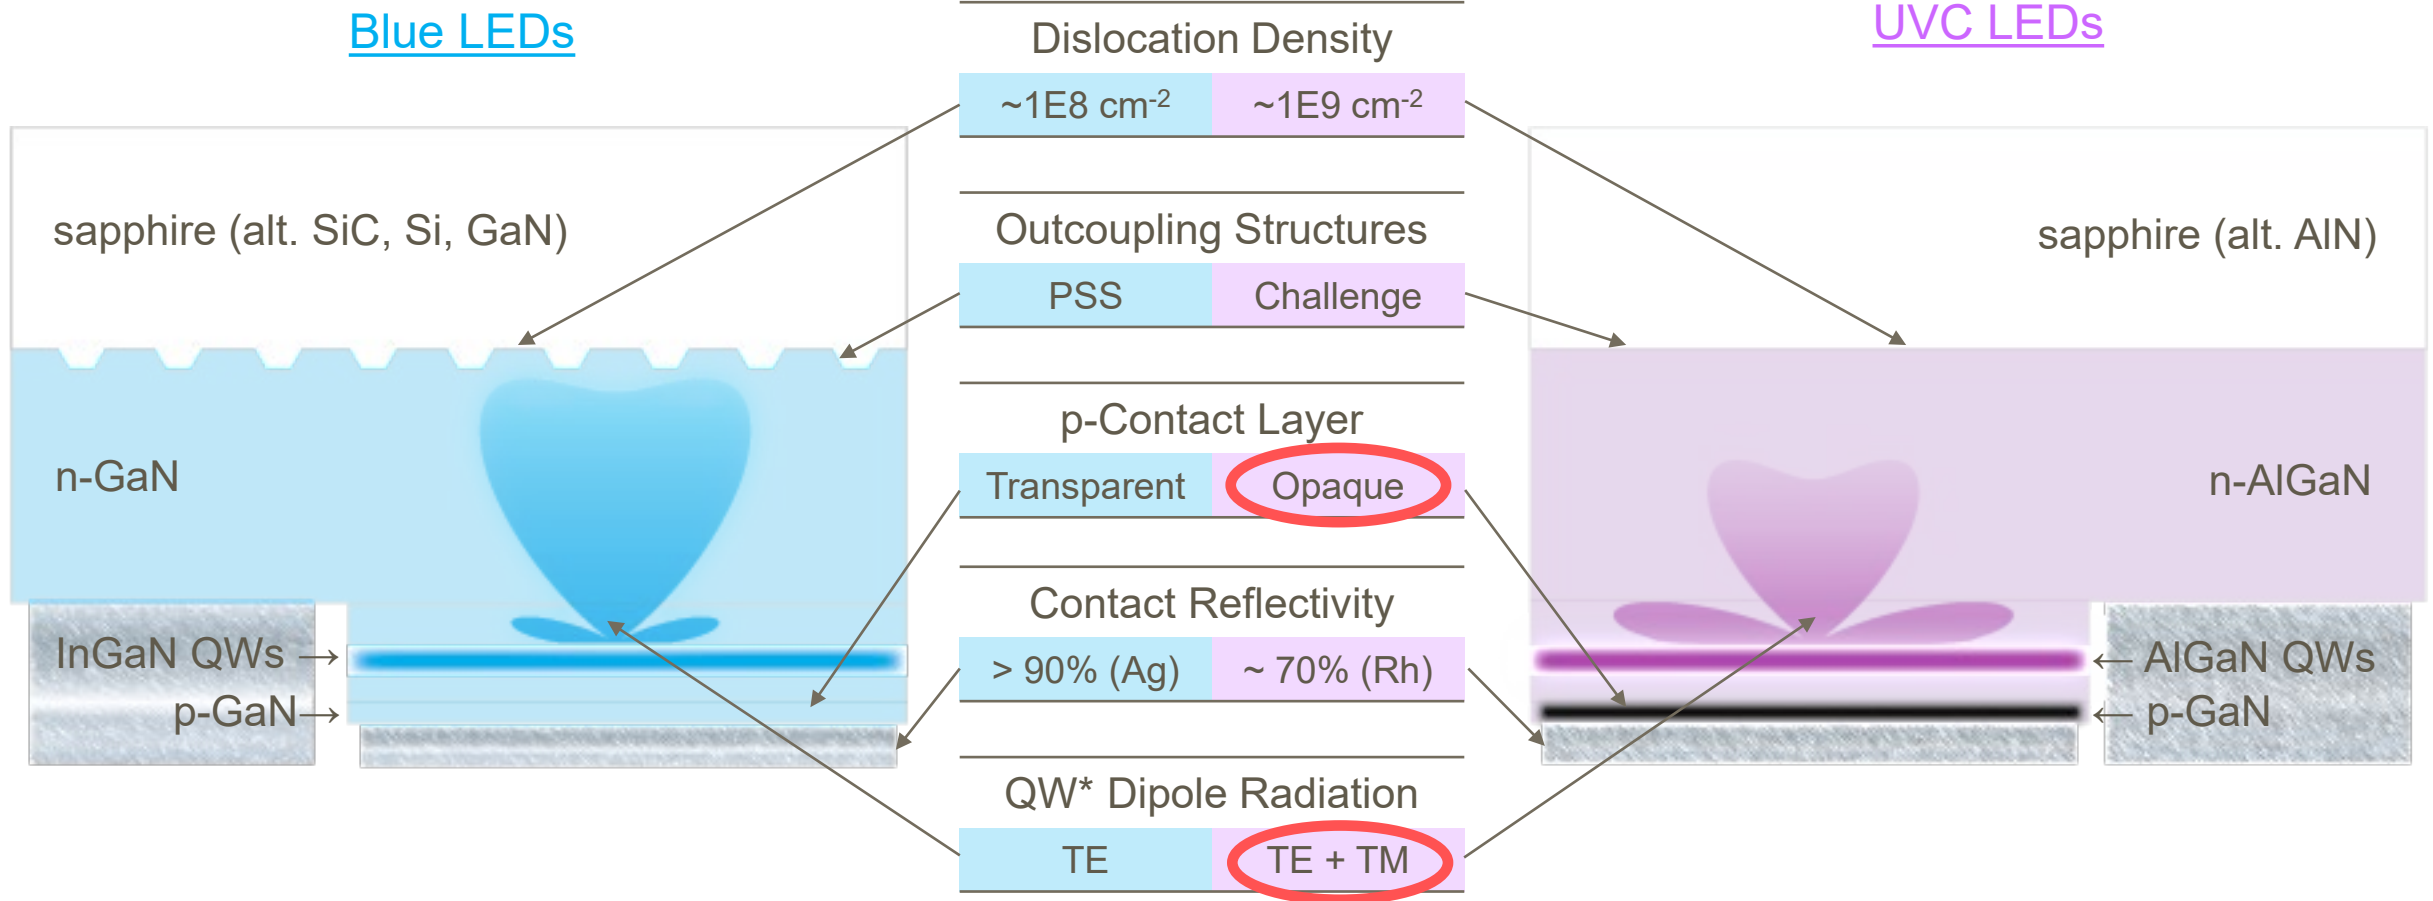 Blue LEDs
UVC LEDs
Dislocation Density
~1E8 cm-2
~1E9 cm-2
sapphire (alt. SiC, Si, GaN)
sapphire (alt. AlN)
Outcoupling Structures
PSS
Challenge
p-Contact Layer
Transparent
Opaque
n-GaN
n-AlGaN
Contact Reflectivity
> 90% (Ag)
~ 70% (Rh)
InGaN QWs →
← AlGaN QWs
p-GaN→
← p-GaN
QW* Dipole Radiation
TE
TE + TM